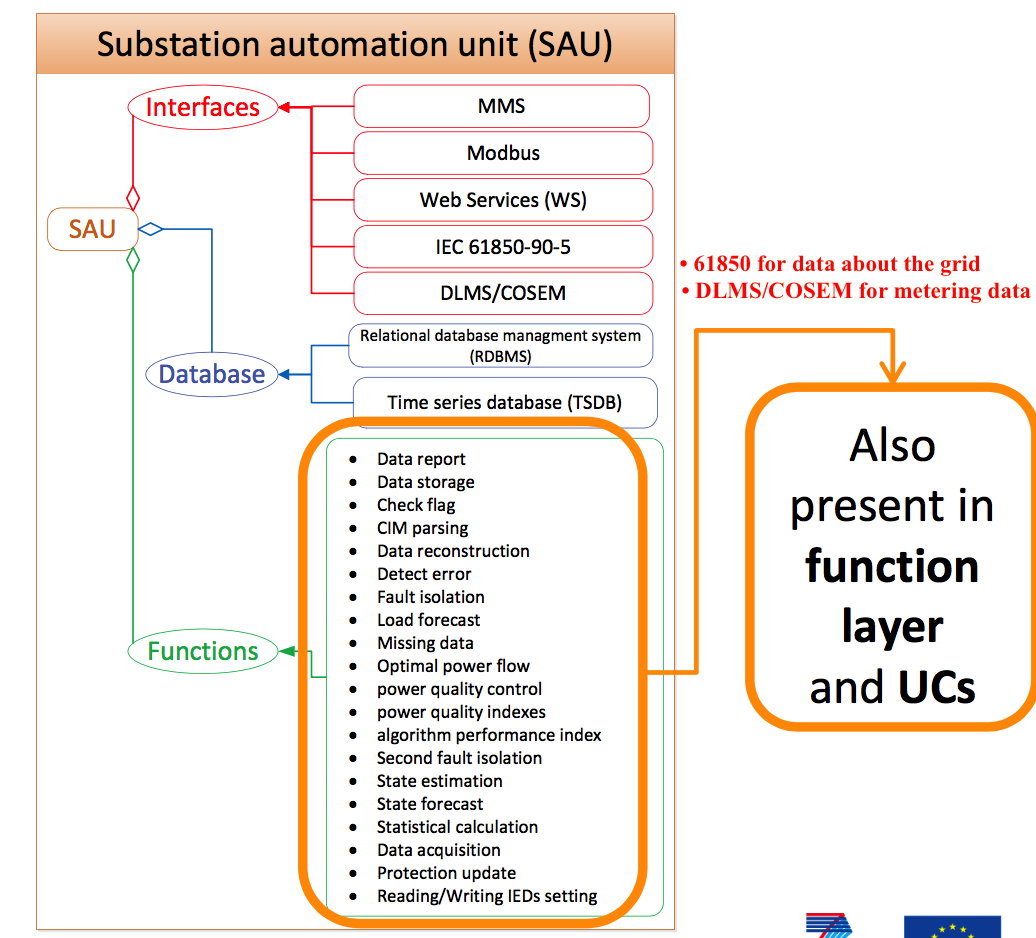 Substation automation unit (SAU)
Interfaces
MMS
Modbus
Web Services (WS)
SAU
IEC 61850-90-5
DLMS/COSEM
• 61850 for data about the grid
• DLMS/COSEM for metering data
Relational database managment system
(RDBMS)
Database
Time series database (TSDB)
• Data report
• Data storage
• Check flag
• CIM parsing
• Data reconstruction
• Detect error
• Fault isolation
• Load forecast
• Missing data
• Optimal power flow
• power quality control
• power quality indexes
• algorithm performance index
• Second fault isolation
• State estimation
• State forecast
• Statistical calculation
• Data acquisition
• Protection update
• Reading/Writing IEDs setting
Functions
Also
present in
function
layer
and UCs